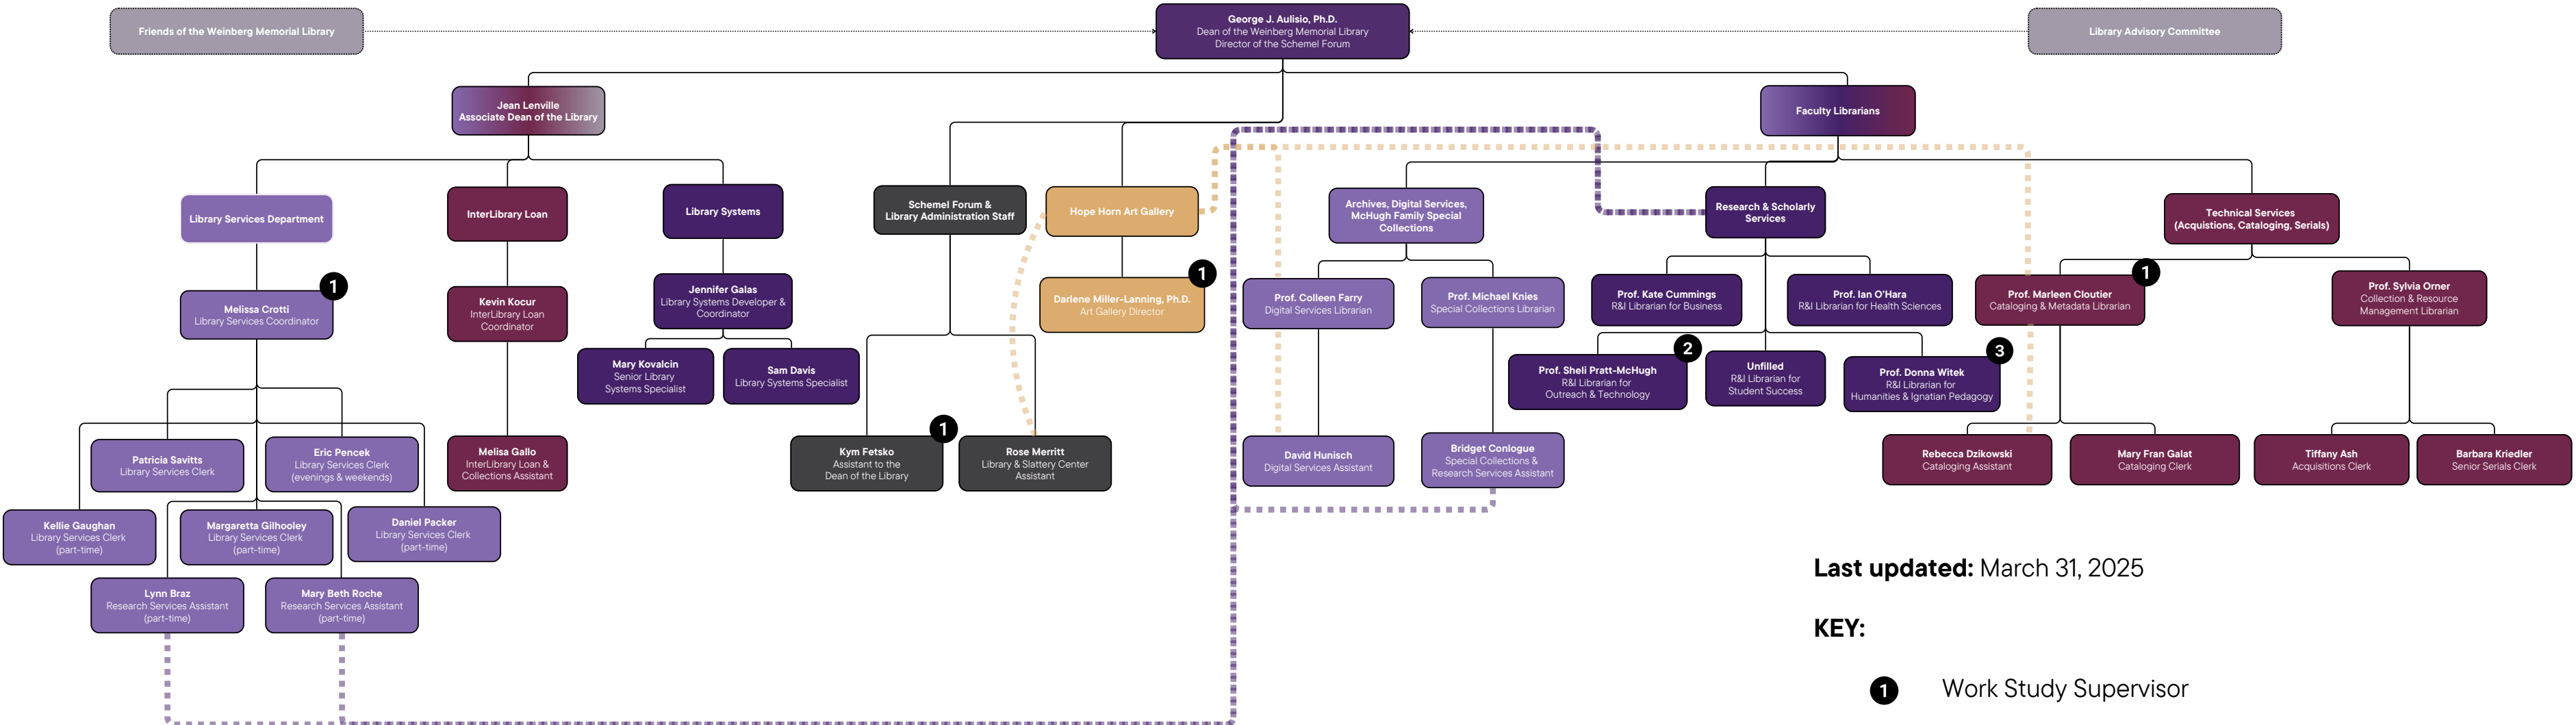 Friends of the Weinberg Memorial Library
George J. Aulisio, Ph.D.
Dean of the Weinberg Memorial Library
Director of the Schemel Forum
Library Advisory Committee
Jean Lenville
Associate Dean of the Library
Faculty Librarians
Library Services Department
InterLibrary Loan
Library Systems
Schemel Forum &
Library Administration Staff
Hope Horn Art Gallery
Archives, Digital Services,
McHugh Family Special
Collections
Research & Scholarly
Services
Technical Services
(Acquistions, Cataloging, Serials)
1
Melissa Crotti
Library Services Coordinator
Kevin Kocur
InterLibrary Loan
Coordinator
Jennifer Galas
Library Systems Developer &
Coordinator
1
Darlene Miller-Lanning, Ph.D.
Art Gallery Director
Prof. Colleen Farry
Digital Services Librarian
Prof. Michael Knies
Special Collections Librarian
Prof. Kate Cummings
R&I Librarian for Business
Prof. Ian O'Hara
R&I Librarian for Health Sciences
1
Prof. Marleen Cloutier
Cataloging & Metadata Librarian
Prof. Sylvia Orner
Collection & Resource
Management Librarian
Mary Kovalcin
Senior Library
Systems Specialist
Sam Davis
Library Systems Specialist
2
Prof. Sheli Pratt-McHugh
R&I Librarian for
Outreach & Technology
Unfilled
R&I Librarian for
Student Success
3
Prof. Donna Witek
R&I Librarian for
Humanities & Ignatian Pedagogy
Patricia Savitts
Library Services Clerk
Eric Pencek
Library Services Clerk
(evenings & weekends)
Melisa Gallo
InterLibrary Loan &
Collections Assistant
1
Kym Fetsko
Assistant to the
Dean of the Library
Rose Merritt
Library & Slattery Center
Assistant
David Hunisch
Digital Services Assistant
Bridget Conlogue
Special Collections &
Research Services Assistant
Rebecca Dzikowski
Cataloging Assistant
Mary Fran Galat
Cataloging Clerk
Tiffany Ash
Acquisitions Clerk
Barbara Kriedler
Senior Serials Clerk
Kellie Gaughan
Library Services Clerk
(part-time)
Margaretta Gilhooley
Library Services Clerk
(part-time)
Daniel Packer
Library Services Clerk
(part-time)
Lynn Braz
Research Services Assistant
(part-time)
Mary Beth Roche
Research Services Assistant
(part-time)
Last updated: March 31, 2025
KEY:
1 Work Study Supervisor